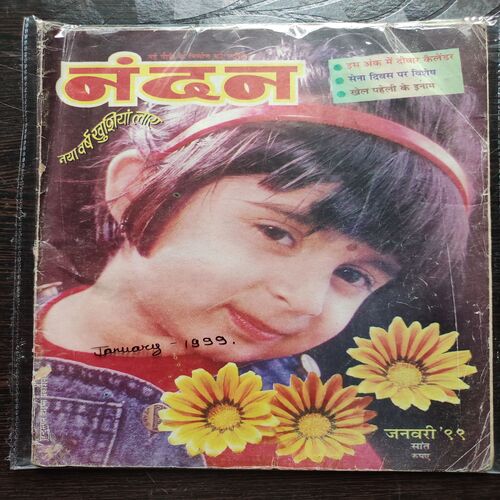 नंदन
इस अंक में दीवार कैलेंडर
सेना दिवस पर विशेष
खेल पहेली के इनाम
नया वर्ष खुशियां लाए
January - 1999.
जनवरी '९९
सात
रुपए